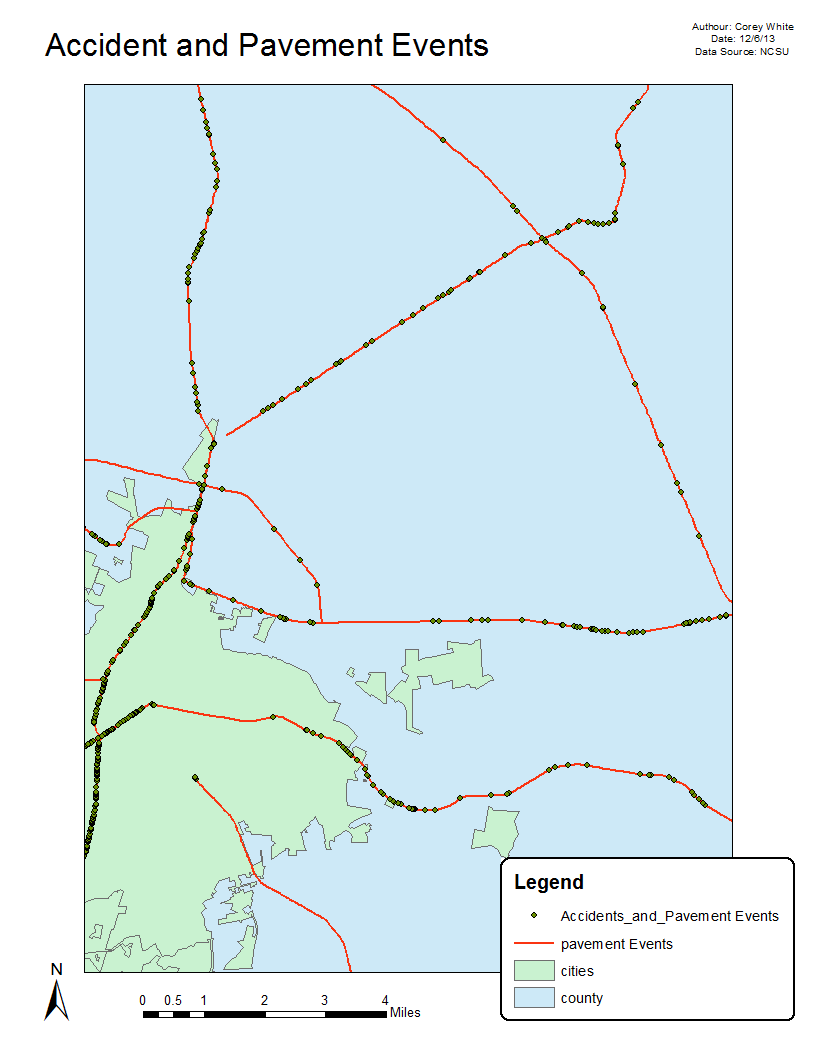 Accident and Pavement Events
Authour: Corey White
Date: 12/6/13
Data Source: NCSU
Legend
Accidents_and_Pavement Events
pavement Events
cities
county
N
0 0.5 1 2 3 4
Miles